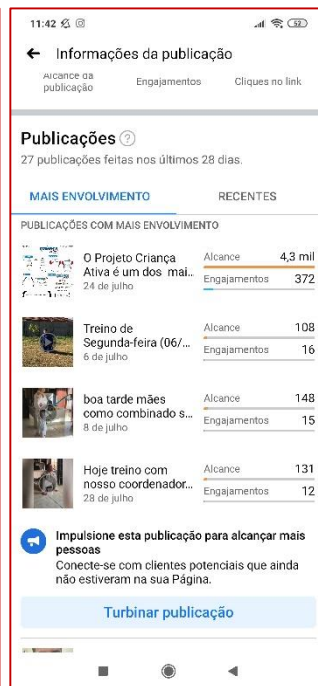 11:42
52
Informações da publicação
Alcance da
publicação
Engajamentos
Cliques no link
Publicações
27 publicações feitas nos últimos 28 dias.
MAIS ENVOLVIMENTO
RECENTES
PUBLICAÇÕES COM MAIS ENVOLVIMENTO
O Projeto Criança
Ativa é um dos mai...
24 de julho
Alcance 4,3 mil
Engajamentos 372
Treino de
Segunda-feira (06/...
6 de julho
Alcance 108
Engajamentos 16
boa tarde mães
como combinado s...
8 de julho
Alcance 148
Engajamentos 15
Hoje treino com
nosso coordenador...
28 de julho
Alcance 131
Engajamentos 12
Impulsione esta publicação para alcançar mais
pessoas
Conecte-se com clientes potenciais que ainda
não estiveram na sua Página.
Turbinar publicação